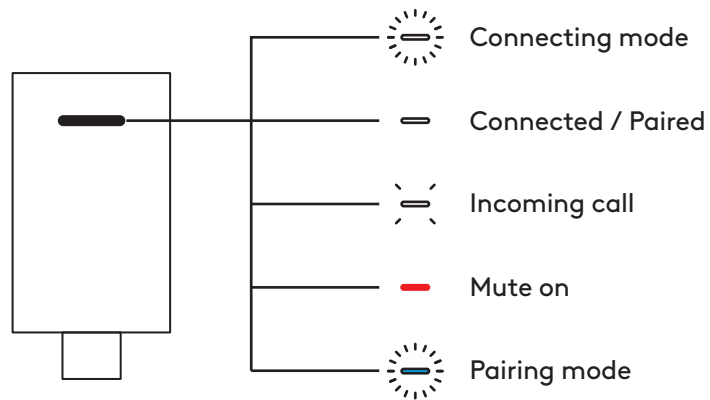 Connecting mode
Connected / Paired
Incoming call
Mute on
Pairing mode